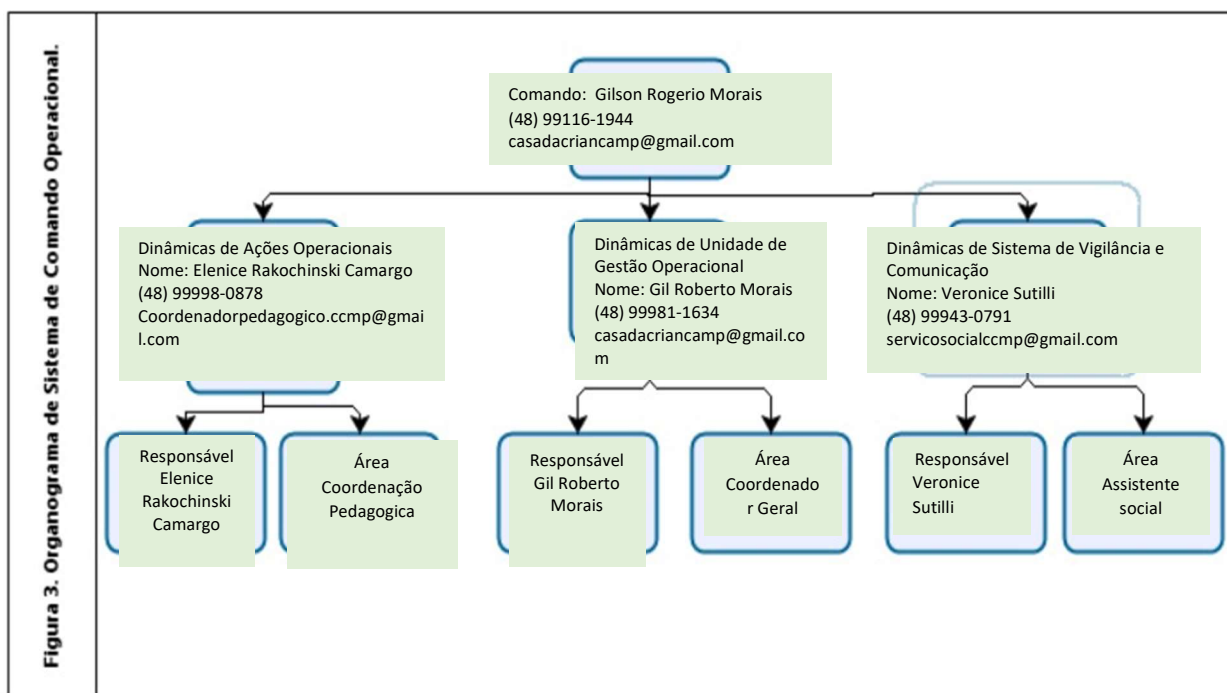 Figura 3. Organograma de Sistema de Comando Operacional.
Comando:  Gilson Rogerio Morais
(48) 99116-1944
casadacriancamp@gmail.com
Dinâmicas de Ações Operacionais
Nome: Elenice Rakochinski Camargo
(48) 99998-0878
Coordenadorpedagogico.ccmp@gmai
l.com
Dinâmicas de Unidade de
Gestão Operacional
Nome: Gil Roberto Morais
(48) 99981-1634
casadacriancamp@gmail.co
m
Dinâmicas de Sistema de Vigilância e
Comunicação
Nome: Veronice Sutilli
(48) 99943-0791
servicosocialccmp@gmail.com
Responsável
Elenice
Rakochinski
Camargo
Área
Coordenação
Pedagogica
Responsável
Gil Roberto
Morais
Área
Coordenado
r Geral
Responsável
Veronice
Sutilli
Área
Assistente
social